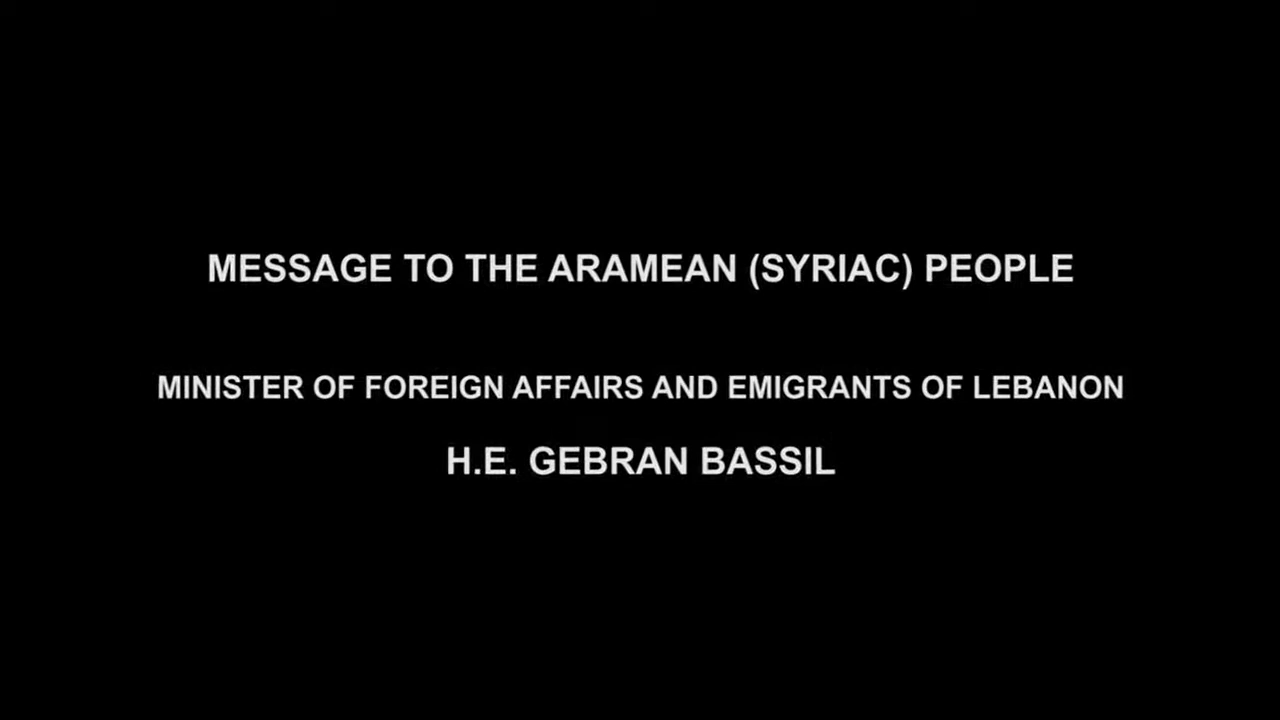 MESSAGE TO THE ARAMEAN (SYRIAC) PEOPLE
MINISTER OF FOREIGN AFFAIRS AND EMIGRANTS OF LEBANON
H.E. GEBRAN BASSIL